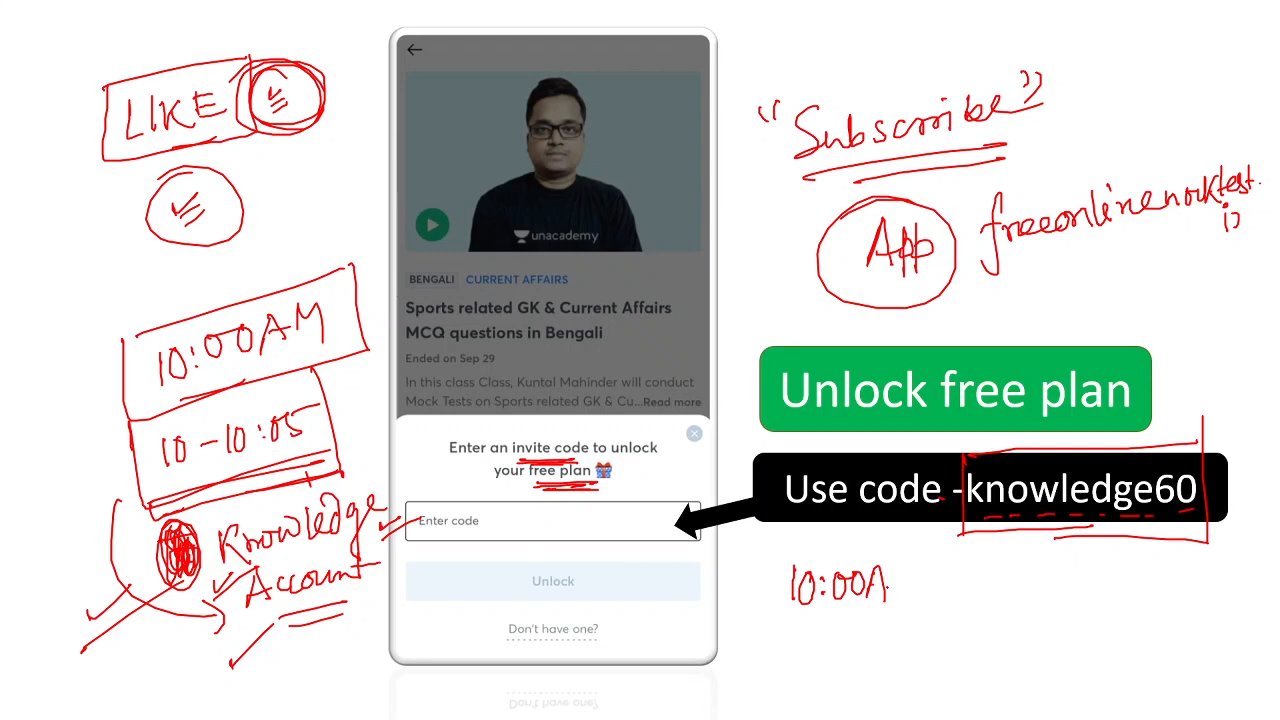 LIKE
10:00AM
10-10:05
Knowledge
Account
unacademy
BENGALI CURRENT AFFAIRS
Sports related GK & Current Affairs
MCQ questions in Bengali
Ended on Sep 29
In this class Class, Kuntal Mahinder will conduct
Mock Tests on Sports related GK & Cu...Read more
Enter an invite code to unlock
your free plan
Enter code
Unlock
Don't have one?
"Subscribe"
App
Unlock free plan
Use code -knowledge60
10:00A